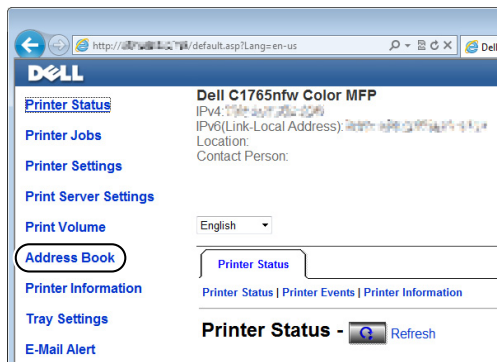 http:// /default.asp?Lang=en-us
Dell
DELL
Dell C1765nfw Color MFP
IPv4:
IPv6(Link-Local Address):
Location:
Contact Person:
Printer Status
Printer Jobs
Printer Settings
Print Server Settings
Print Volume
Address Book
Printer Information
Tray Settings
E-Mail Alert
English
Printer Status
Printer Status | Printer Events | Printer Information
Printer Status - Refresh